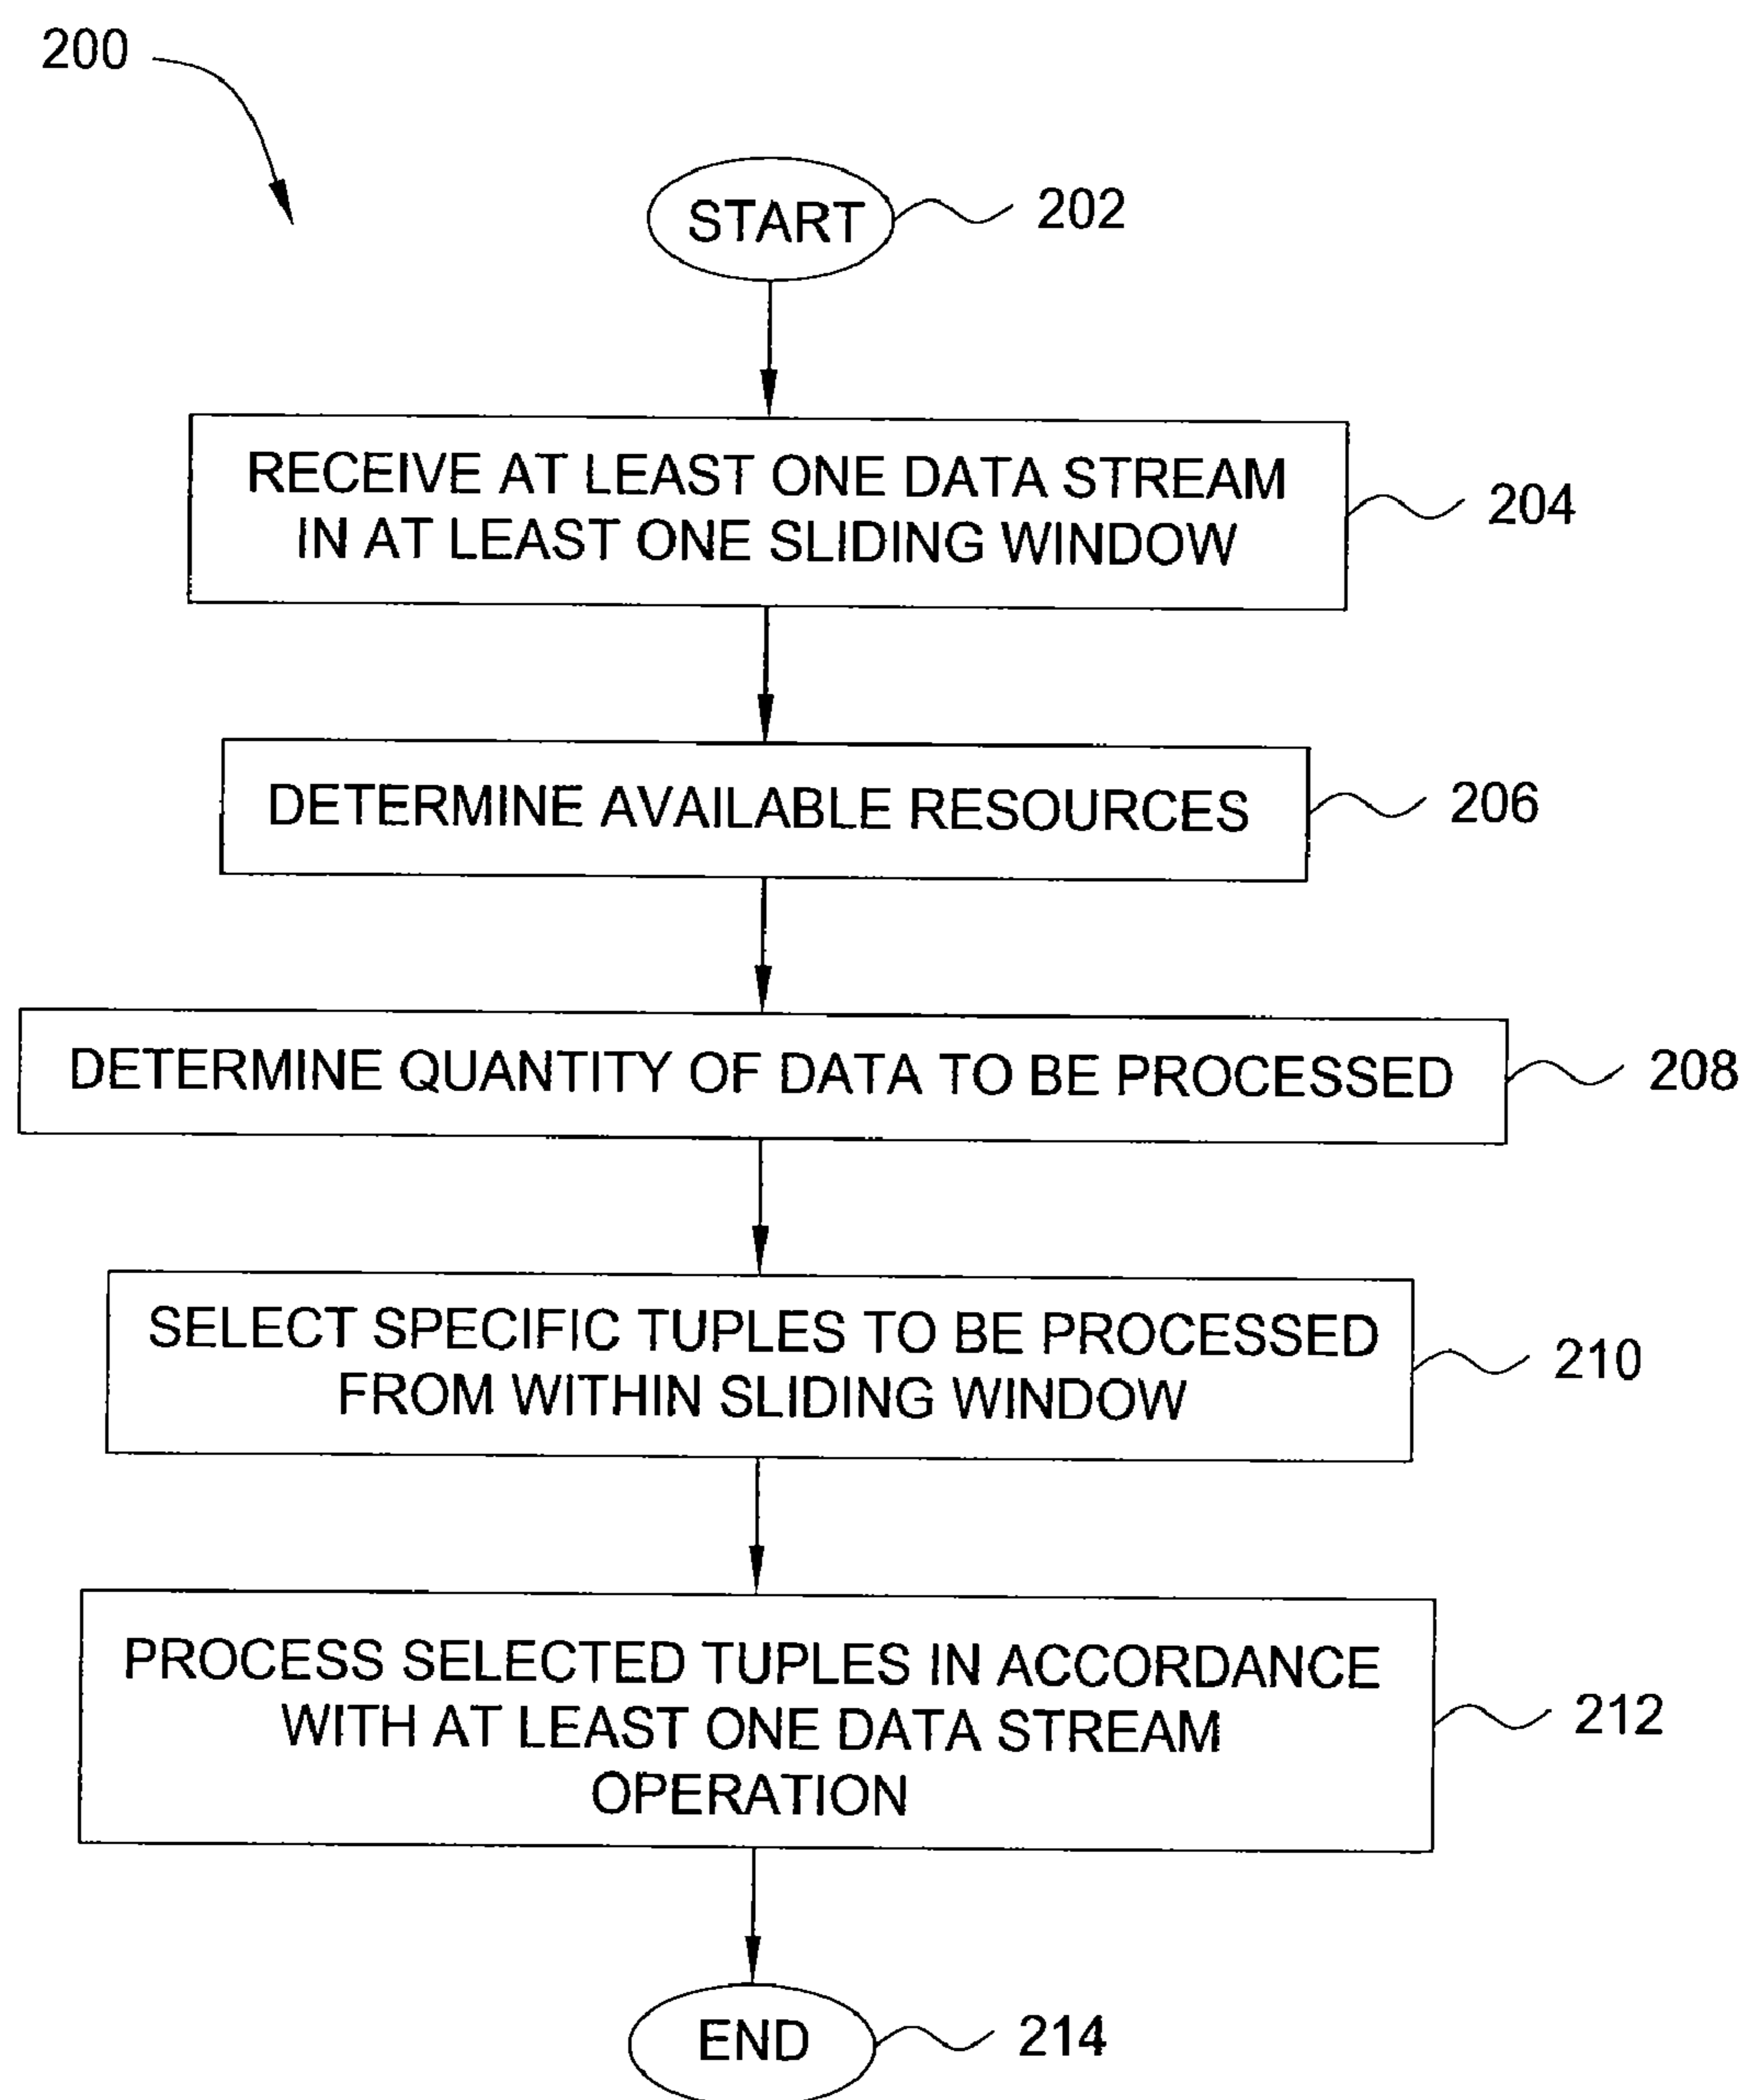 200
START
202
RECEIVE AT LEAST ONE DATA STREAM
IN AT LEAST ONE SLIDING WINDOW
204
DETERMINE AVAILABLE RESOURCES
206
DETERMINE QUANTITY OF DATA TO BE PROCESSED
208
SELECT SPECIFIC TUPLES TO BE PROCESSED
FROM WITHIN SLIDING WINDOW
210
PROCESS SELECTED TUPLES IN ACCORDANCE
WITH AT LEAST ONE DATA STREAM
OPERATION
212
END
214